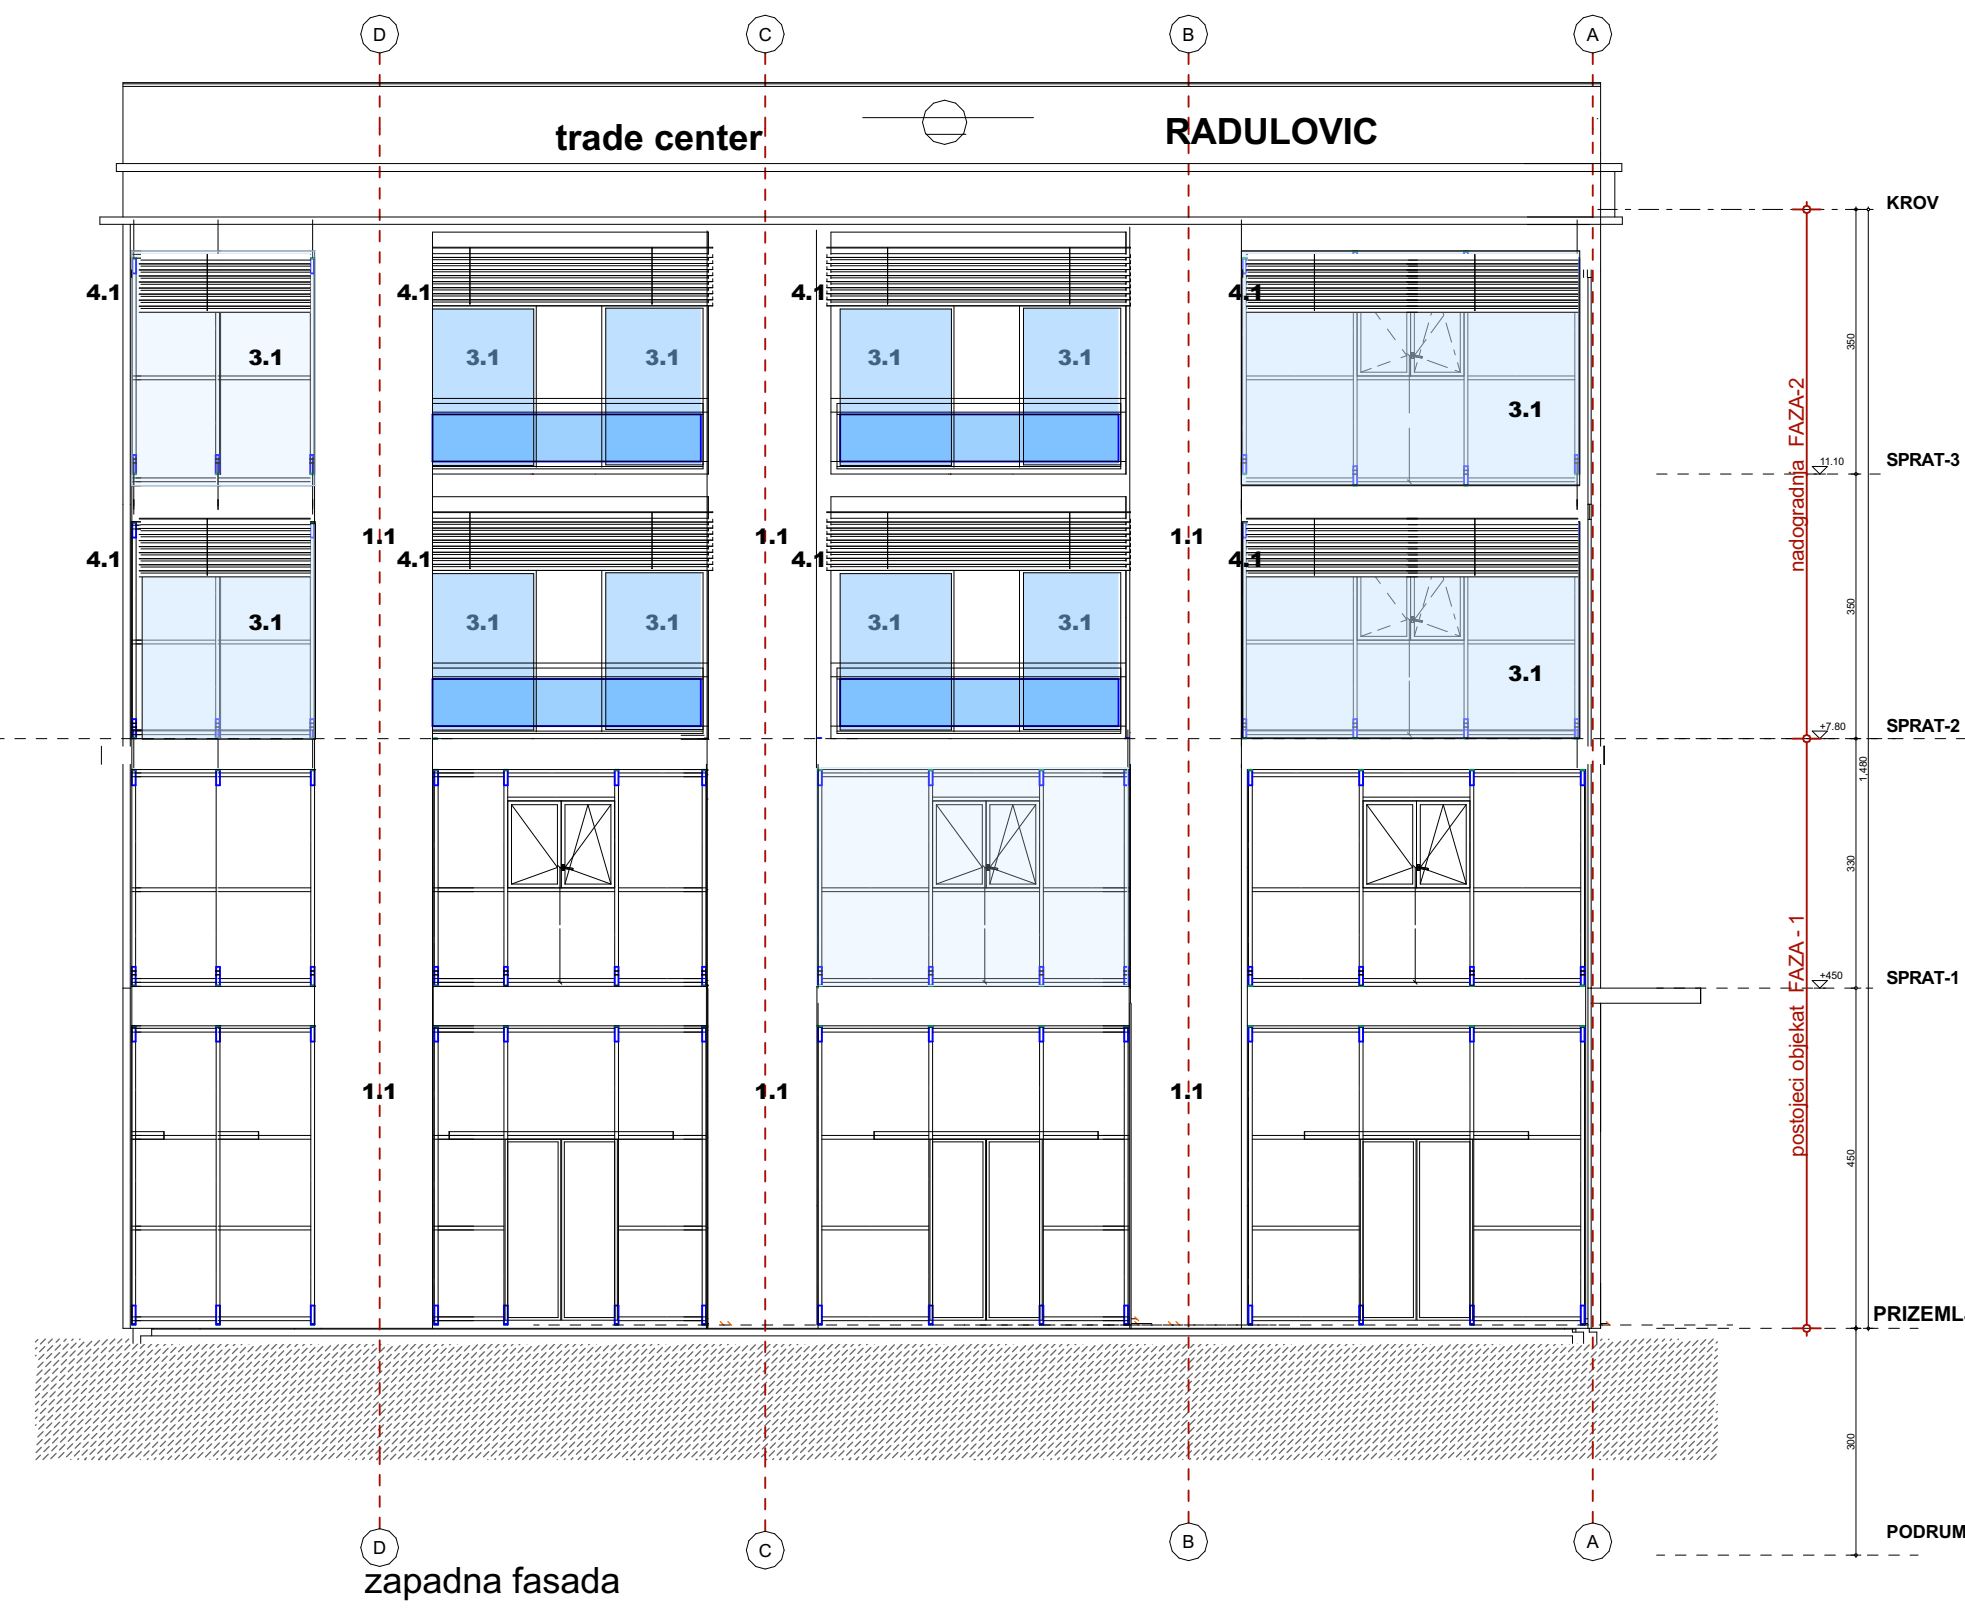 D C B A
trade center RADULOVIC
KROV
4.1 4.1 4.1 4.1
350
3.1 3.1 3.1 3.1 3.1
3.1
nadogradnja FAZA-2
11.10 SPRAT-3
1.1 1.1 1.1
4.1 4.1 4.1 4.1
350
3.1 3.1 3.1 3.1 3.1
3.1
+7.80 SPRAT-2
1,480
330
postojeci objekat FAZA - 1
+450 SPRAT-1
1.1 1.1 1.1
450
PRIZEML
300
PODRUM
D C B A
zapadna fasada